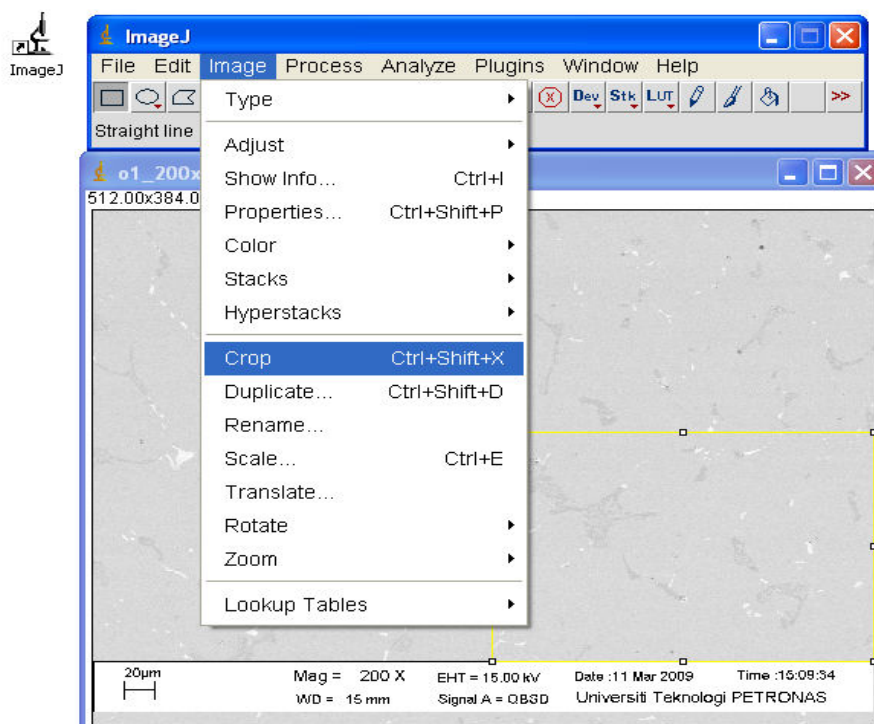 ImageJ
ImageJ
File Edit Image Process Analyze Plugins Window Help
Dev Stk LUT >>
Straight line
Type
Adjust
Show Info... Ctrl+I
Properties... Ctrl+Shift+P
Color
Stacks
Hyperstacks
Crop Ctrl+Shift+X
Duplicate... Ctrl+Shift+D
Rename...
Scale... Ctrl+E
Translate...
Rotate
Zoom
Lookup Tables
o1_200x
512.00x384.0
20µm Mag = 200 X EHT = 15.00 kV Date :11 Mar 2009 Time :15:09:34
WD = 15 mm Signal A = QBSD Universiti Teknologi PETRONAS